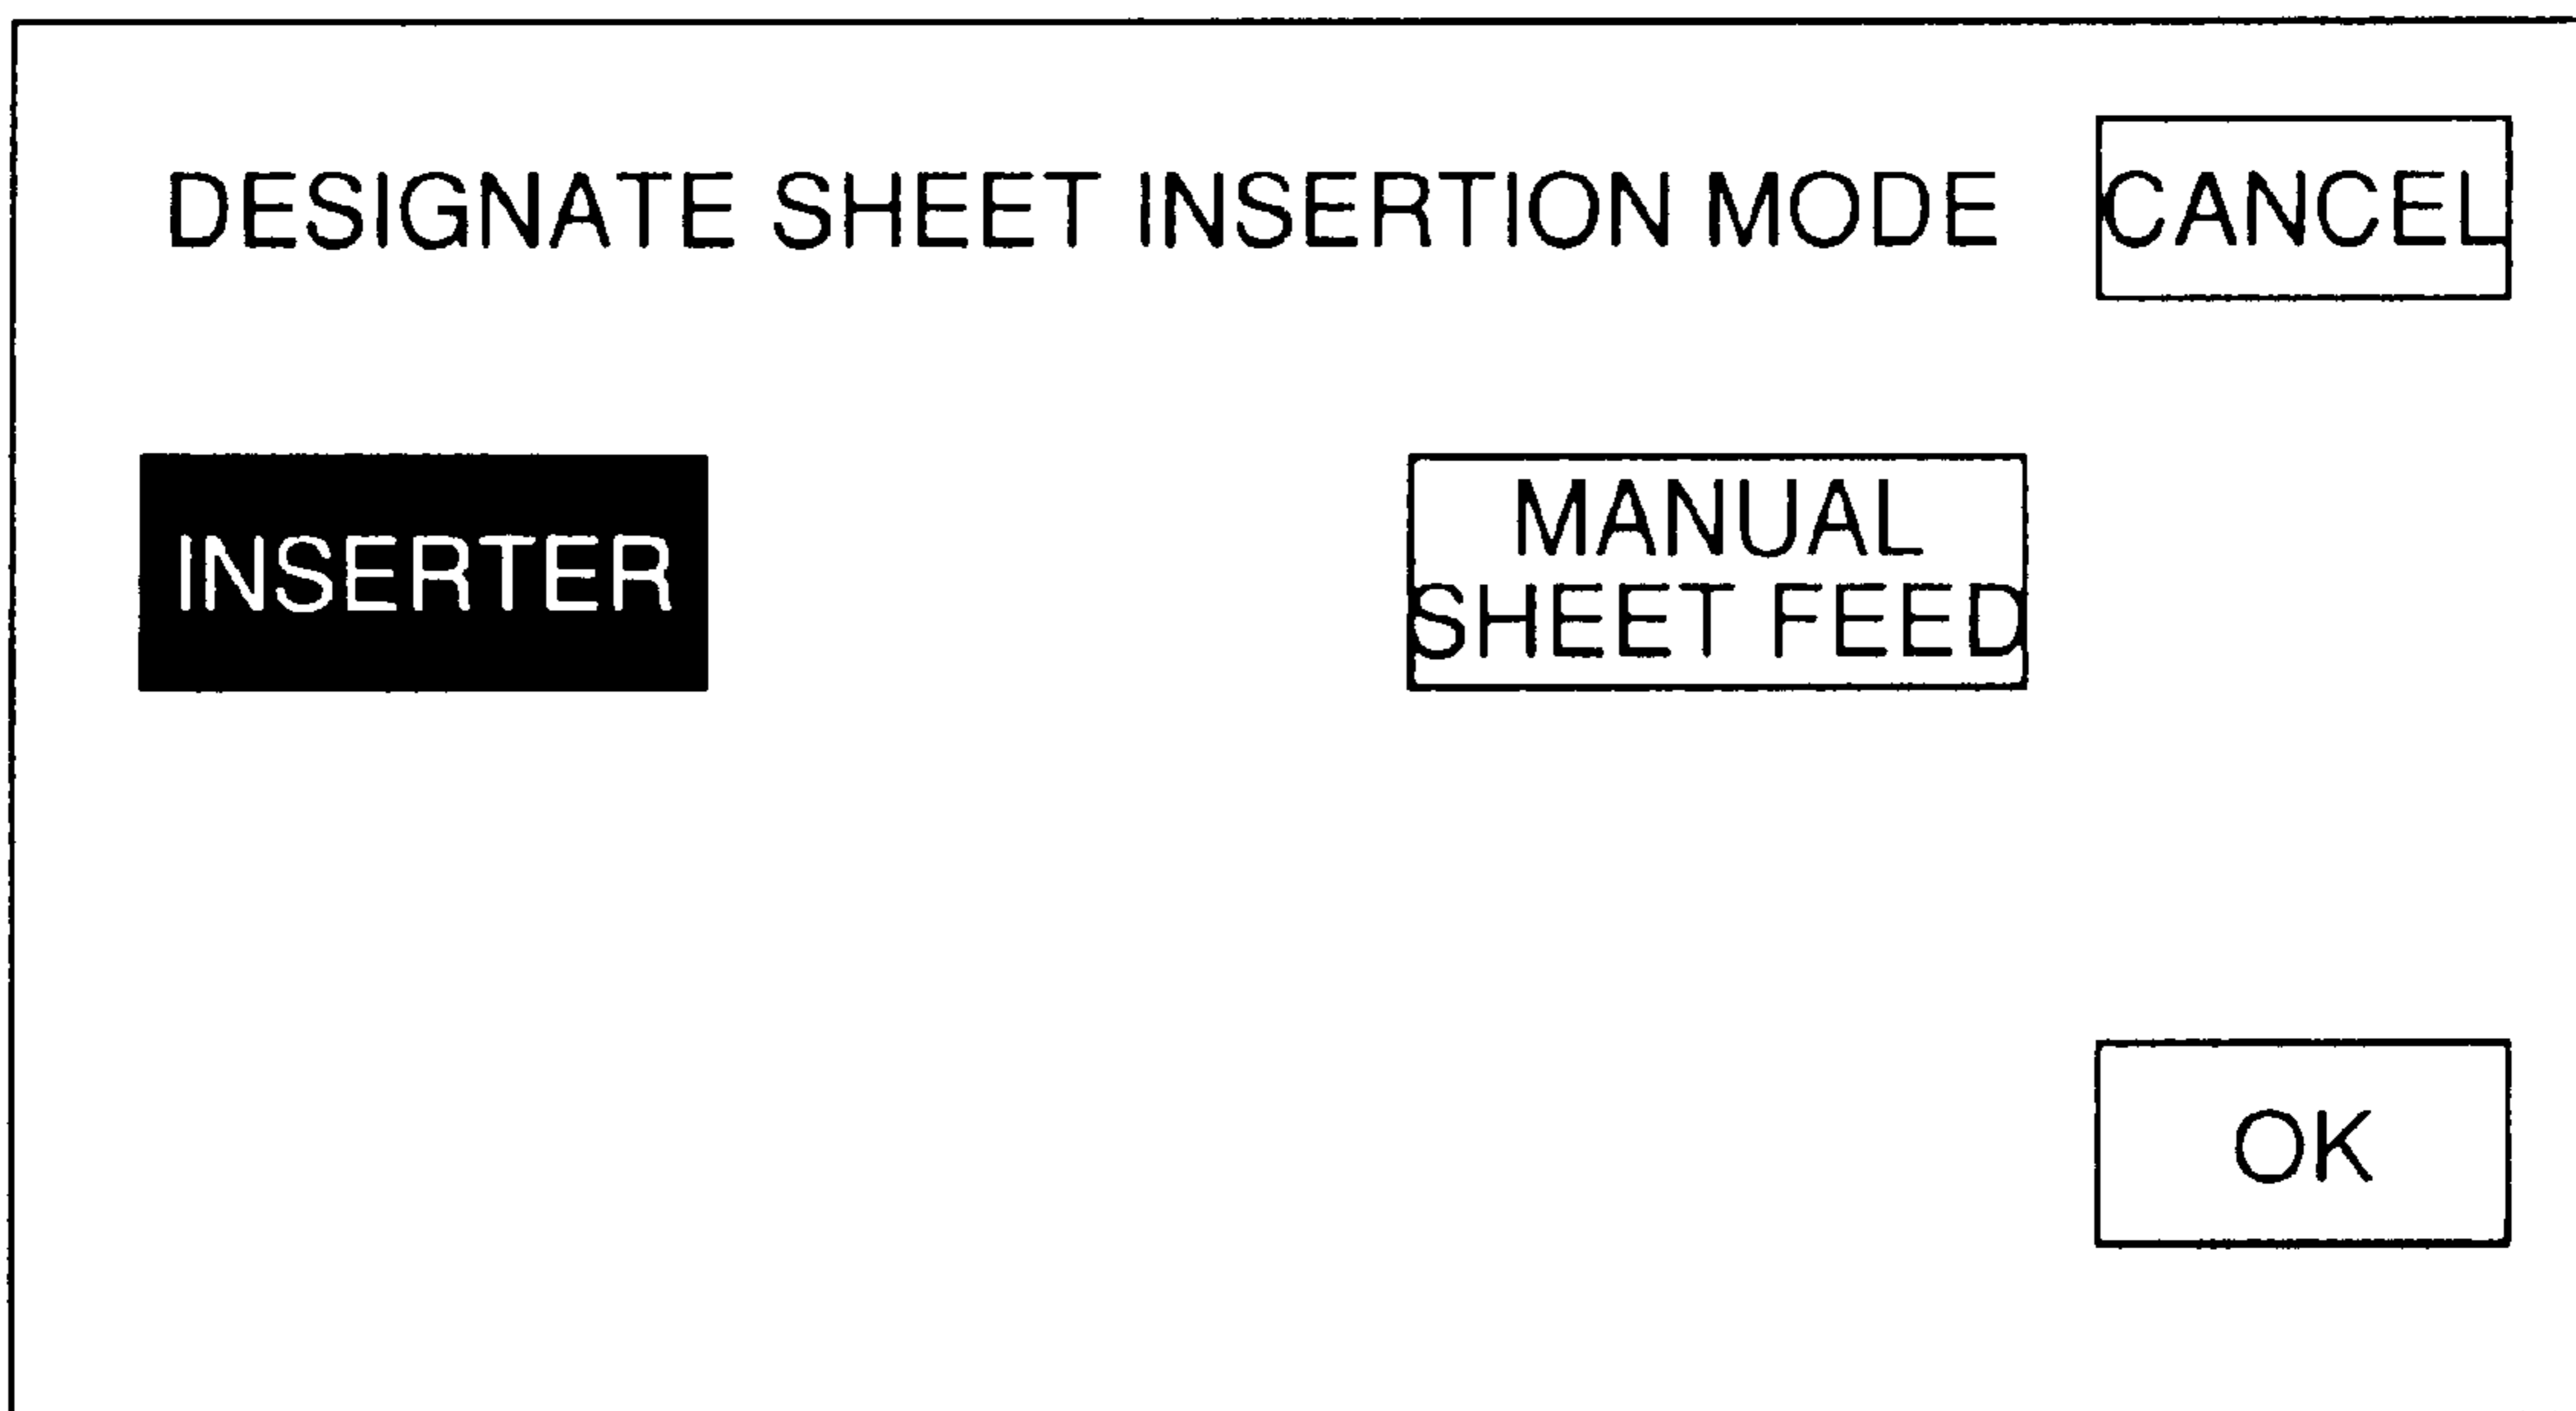 DESIGNATE SHEET INSERTION MODE CANCEL
INSERTER
MANUAL
SHEET FEED
OK